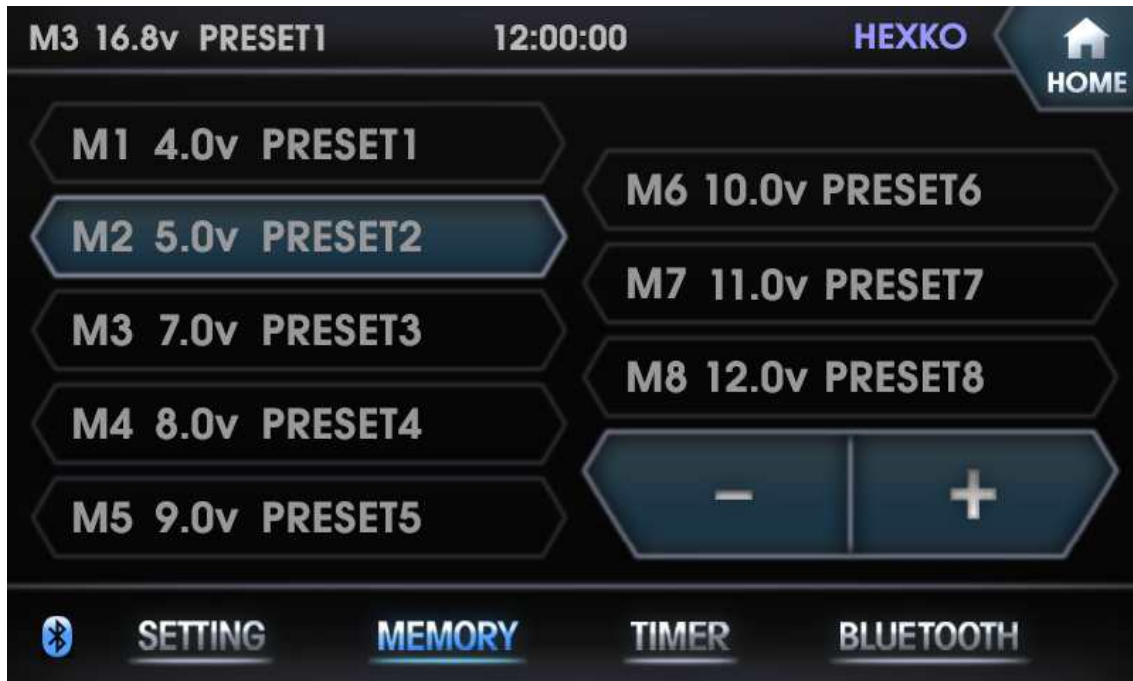 M3 16.8v PRESET1 12:00:00 HEXKO
HOME
M1 4.0v PRESET1
M2 5.0v PRESET2
M3 7.0v PRESET3
M4 8.0v PRESET4
M5 9.0v PRESET5
M6 10.0v PRESET6
M7 11.0v PRESET7
M8 12.0v PRESET8
- +
SETTING MEMORY TIMER BLUETOOTH